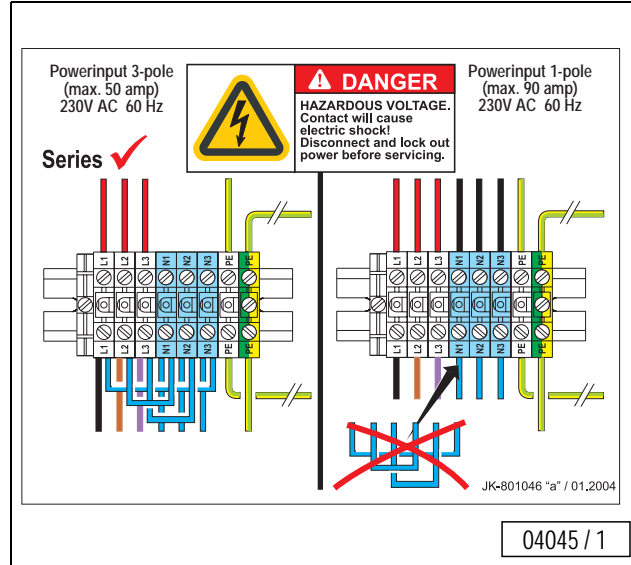 Powerinput 3-pole
(max. 50 amp)
230V AC 60 Hz
DANGER
HAZARDOUS VOLTAGE.
Contact will cause
electric shock!
Disconnect and lock out
power before servicing.
Powerinput 1-pole
(max. 90 amp)
230V AC 60 Hz
Series
L1 L2 L3 N1 N2 N3 PE PE
L1 L2 L3 N1 N2 N3 PE PE
L1 L2 L3 N1 N2 N3 PE PE
L1 L2 L3 N1 N2 N3 PE PE
JK-801046 "a" / 01.2004
04045 / 1